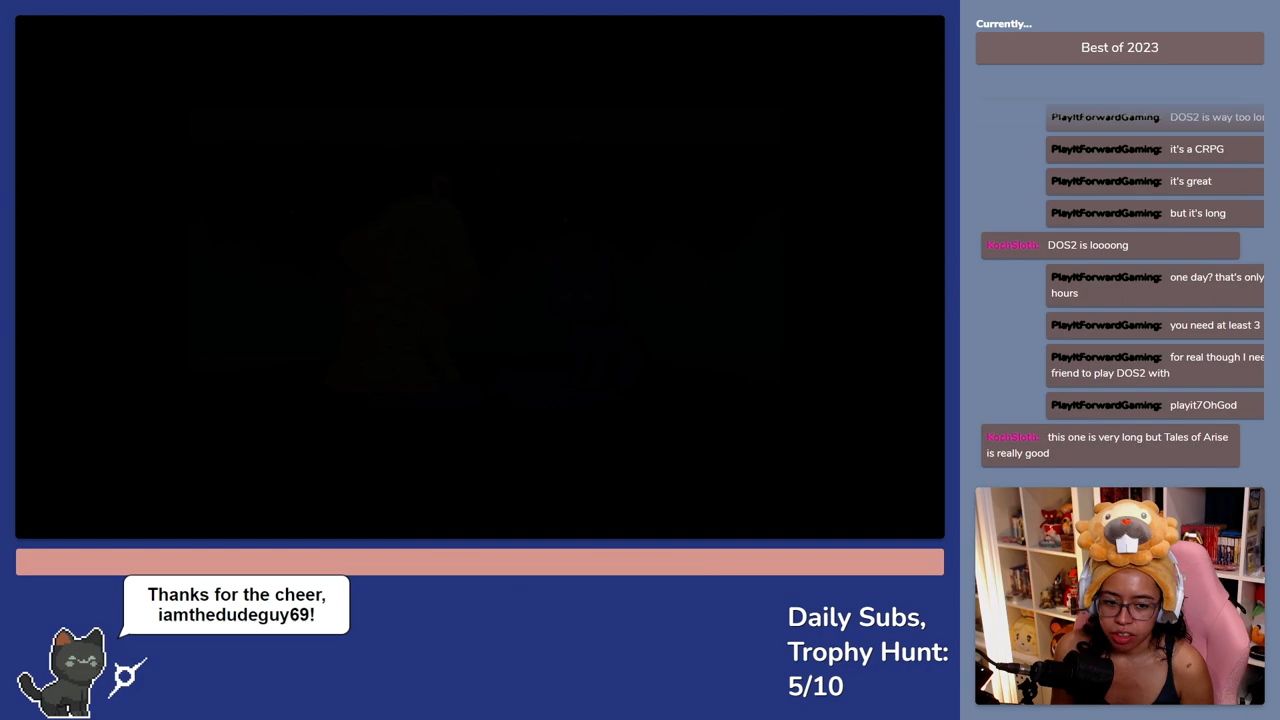 Currently...
Best of 2023
PlayItForwardGaming: DOS2 is way too lo
PlayItForwardGaming: it's a CRPG
PlayItForwardGaming: it's great
PlayItForwardGaming: but it's long
KochSloth: DOS2 is loooong
PlayItForwardGaming: one day? that's only
hours
PlayItForwardGaming: you need at least 3
PlayItForwardGaming: for real though I nee
friend to play DOS2 with
PlayItForwardGaming: playit7OhGod
this one is very long but Tales of Arise
is really good
Thanks for the cheer,
iamthedudeguy69!
Daily Subs,
Trophy Hunt:
5/10